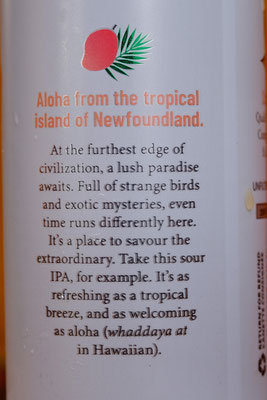 Aloha from the tropical
island of Newfoundland.
At the furthest edge of
civilization, a lush paradise
awaits. Full of strange birds
and exotic mysteries, even
time runs differently here.
It's a place to savour the
extraordinary. Take this sour
IPA, for example. It's as
refreshing as a tropical
breeze, and as welcoming
as aloha (whaddaya at
in Hawaiian).